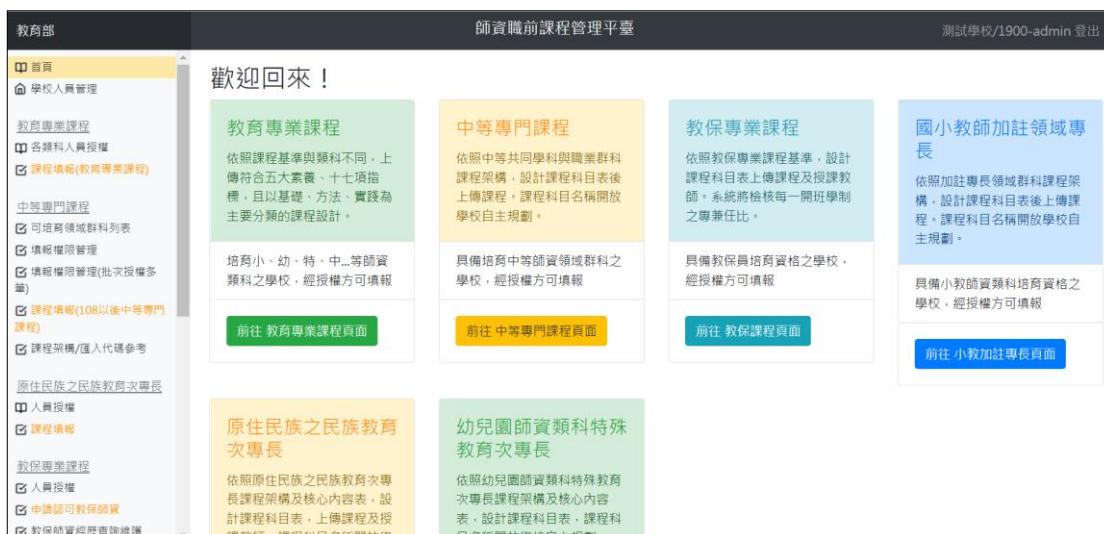 教育部
師資職前課程管理平臺
測試學校/1900-admin 登出
首頁
學校人員管理
教育專業課程
各類科人員授權
課程填報(教育專業課程)
中等專門課程
可培育領域群科列表
填報權限管理
填報權限管理(批次授權多
筆)
課程填報(108以後中等專門
課程)
課程架構/匯入代碼參考
原住民族之民族教育次專長
人員授權
課程填報
教保專業課程
人員授權
申請認可教保師資
教保師資經歷查詢維護
歡迎回來！
教育專業課程
依照課程基準與類科不同，上
傳符合五大素養、十七項指
標，且以基礎、方法、實踐為
主要分類的課程設計。
培育小、幼、特、中...等師資
類科之學校，經授權方可填報
前往 教育專業課程頁面
中等專門課程
依照中等共同學科與職業群科
課程架構，設計課程科目表後
上傳課程。課程科目名稱開放
學校自主規劃。
具備培育中等師資領域群科之
學校，經授權方可填報
前往 中等專門課程頁面
教保專業課程
依照教保專業課程基準，設計
課程科目表上傳課程及授課教
師。系統將檢核每一開班學制
之專兼任比。
具備教保員培育資格之學校，
經授權方可填報
前往 教保課程頁面
國小教師加註領域專
長
依照加註專長領域群科課程架
構，設計課程科目表後上傳課
程。課程科目名稱開放學校自
主規劃。
具備小教師資類科培育資格之
學校，經授權方可填報
前往 小教加註專長頁面
原住民族之民族教育
次專長
依照原住民族之民族教育次專
長課程架構及核心內容表，設
計課程科目表，上傳課程及授
幼兒園師資類科特殊
教育次專長
依照幼兒園師資類科特殊教育
次專長課程架構及核心內容
表，設計課程科目表，課程科